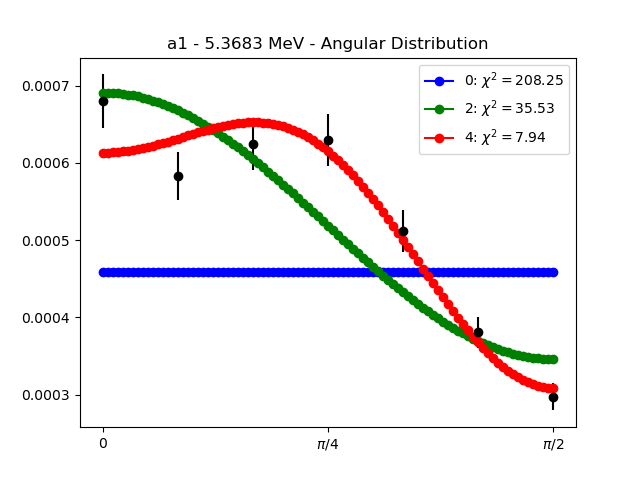 a1 - 5.3683 MeV - Angular Distribution
0.0007
0.0006
0.0005
0.0004
0.0003
0: χ² = 208.25
2: χ² = 35.53
4: χ² = 7.94
0
π/4
π/2